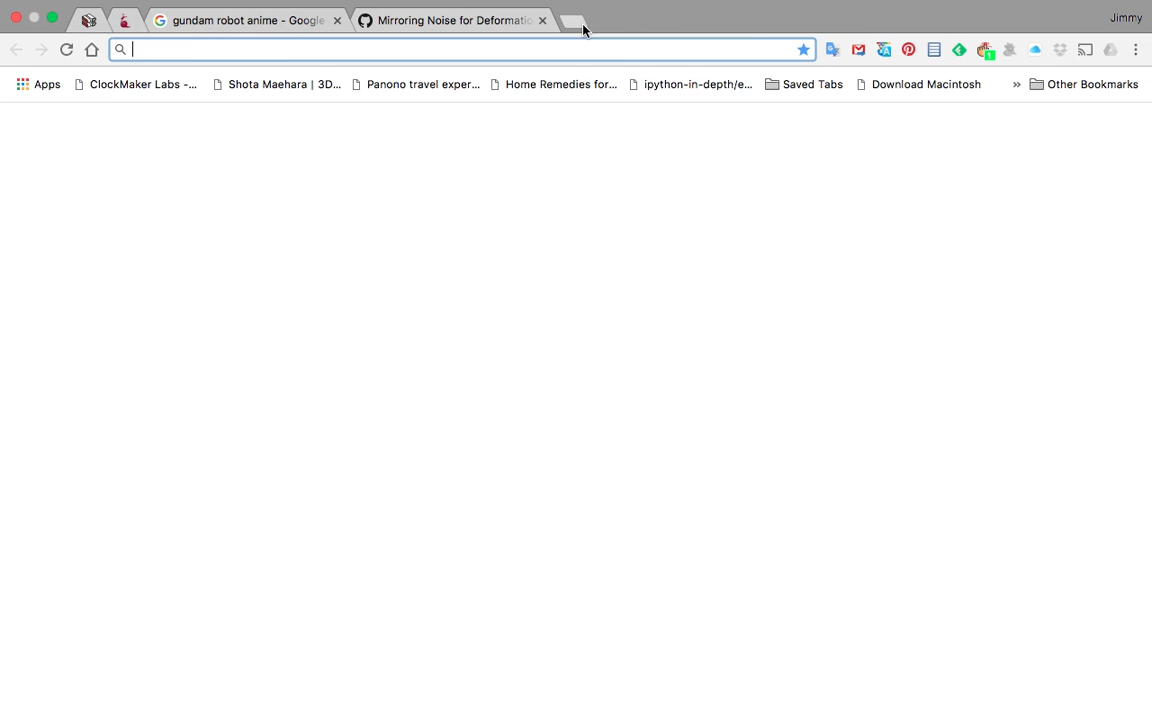 gundam robot anime - Google
Mirroring Noise for Deformatio
Jimmy
1
Apps
ClockMaker Labs -...
Shota Maehara | 3D...
Panono travel exper...
Home Remedies for...
ipython-in-depth/e...
Saved Tabs
Download Macintosh
»
Other Bookmarks